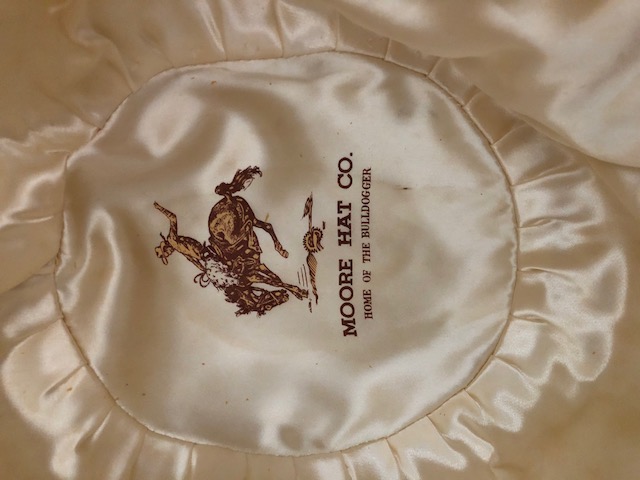 MOORE HAT CO.
HOME OF THE BULLDOGGER